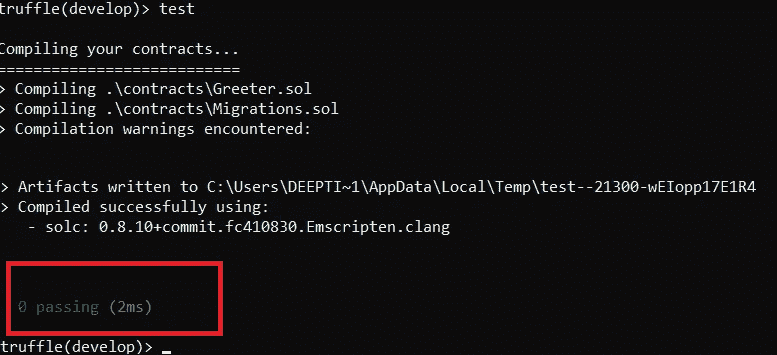 truffle(develop)> test
Compiling your contracts...
===========================
> Compiling .\contracts\Greeter.sol
> Compiling .\contracts\Migrations.sol
> Compilation warnings encountered:
> Artifacts written to C:\Users\DEEPTI~1\AppData\Local\Temp\test--21300-wEIopp17E1R4
> Compiled successfully using:
- solc: 0.8.10+commit.fc410830.Emscripten.clang
0 passing (2ms)
truffle(develop)> _